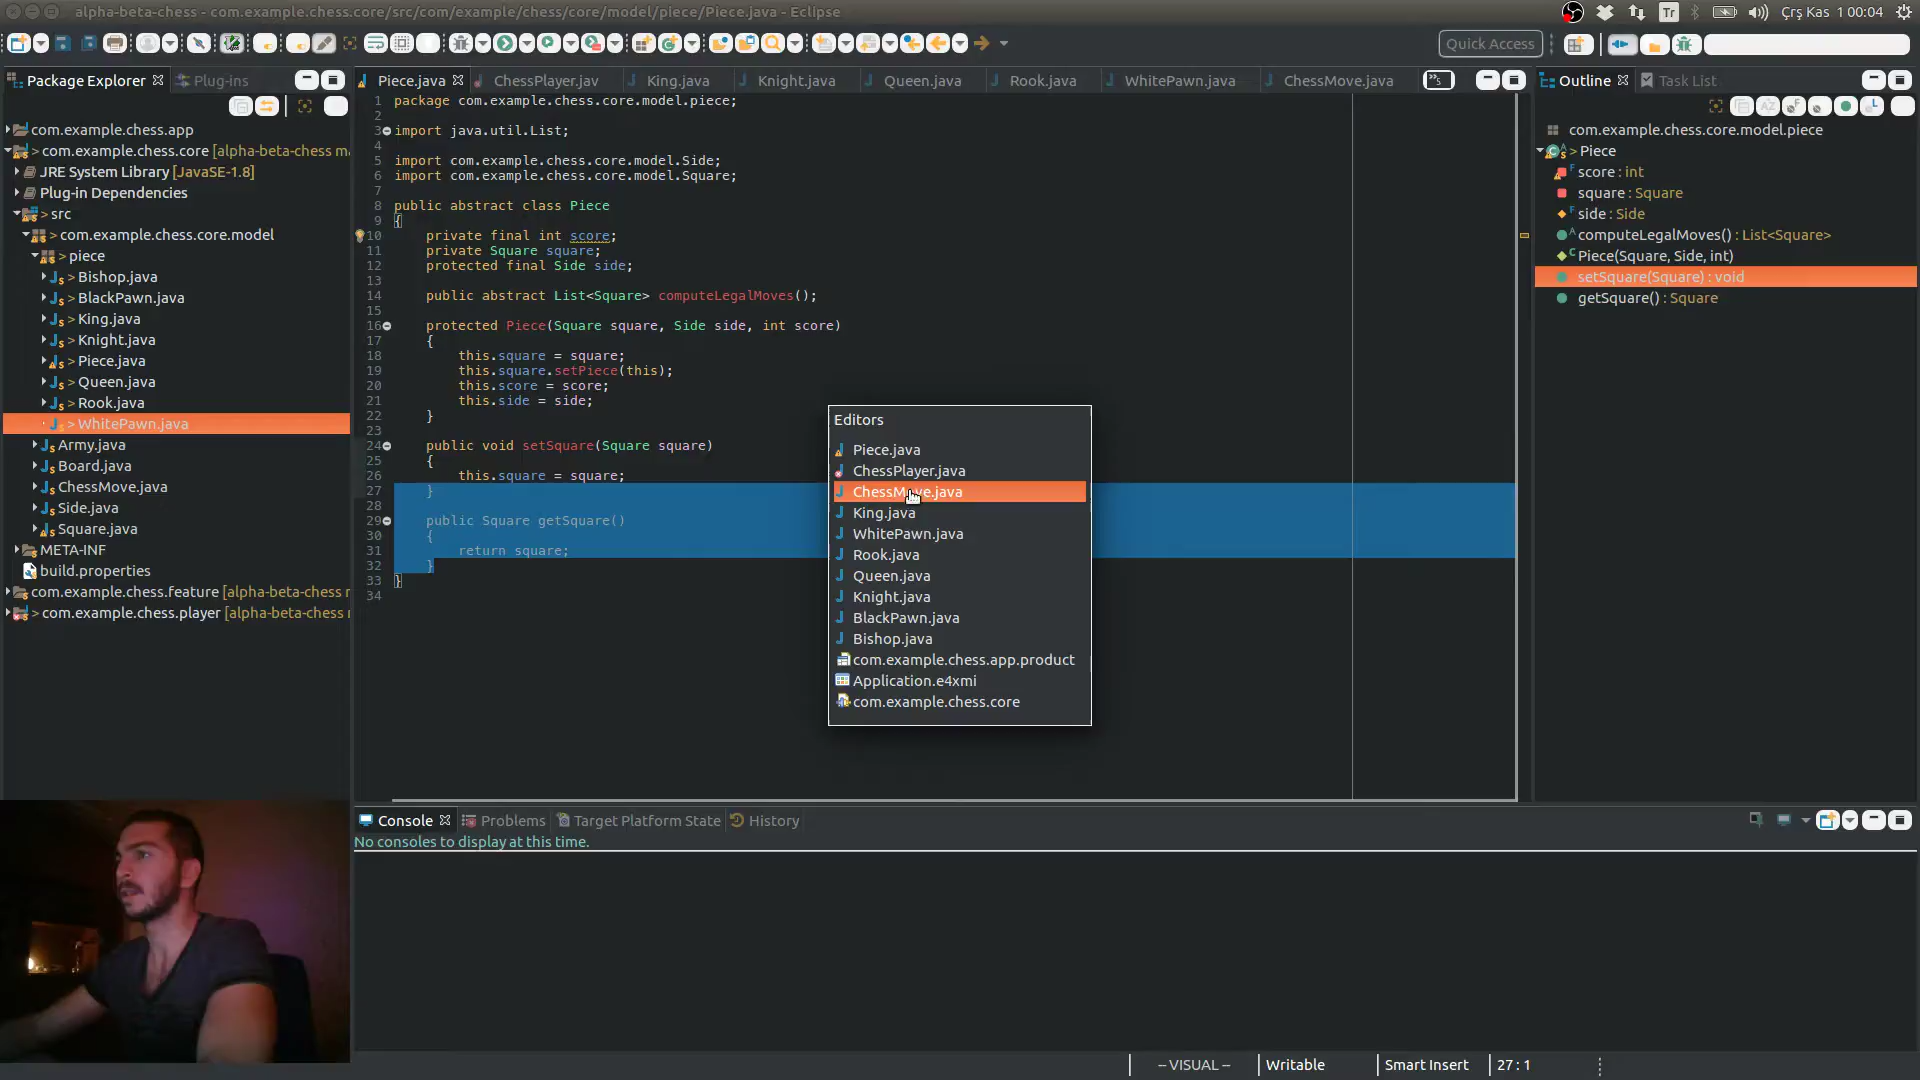 alpha-beta-chess - com.example.chess.core/src/com/example/chess/core/model/piece/Piece.java - Eclipse
Tr
Çrş Kas 1 00:04
Quick Access
Package Explorer
Plug-ins
Piece.java
ChessPlayer.jav
King.java
Knight.java
Queen.java
Rook.java
WhitePawn.java
ChessMove.java
Outline
Task List
com.example.chess.app
> com.example.chess.core [alpha-beta-chess ma
JRE System Library [JavaSE-1.8]
Plug-in Dependencies
> src
> com.example.chess.core.model
> piece
> Bishop.java
> BlackPawn.java
> King.java
> Knight.java
> Piece.java
> Queen.java
> Rook.java
> WhitePawn.java
Army.java
Board.java
ChessMove.java
Side.java
Square.java
META-INF
build.properties
com.example.chess.feature [alpha-beta-chess r
> com.example.chess.player [alpha-beta-chess r
1 package com.example.chess.core.model.piece;
2
3 import java.util.List;
4
5 import com.example.chess.core.model.Side;
6 import com.example.chess.core.model.Square;
7
8 public abstract class Piece
9 {
10 private final int score;
11 private Square square;
12 protected final Side side;
13
14 public abstract List<Square> computeLegalMoves();
15
16 protected Piece(Square square, Side side, int score)
17 {
18 this.square = square;
19 this.square.setPiece(this);
20 this.score = score;
21 this.side = side;
22 }
23
24 public void setSquare(Square square)
25 {
26 this.square = square;
27 }
28
29 public Square getSquare()
30 {
31 return square;
32 }
33 }
34
Editors
Piece.java
ChessPlayer.java
ChessMove.java
King.java
WhitePawn.java
Rook.java
Queen.java
Knight.java
BlackPawn.java
Bishop.java
com.example.chess.app.product
Application.e4xmi
com.example.chess.core
com.example.chess.core.model.piece
> Piece
score : int
square : Square
side : Side
computeLegalMoves() : List<Square>
Piece(Square, Side, int)
setSquare(Square) : void
getSquare() : Square
Console
Problems
Target Platform State
History
No consoles to display at this time.
-- VISUAL --
Writable
Smart Insert
27 : 1